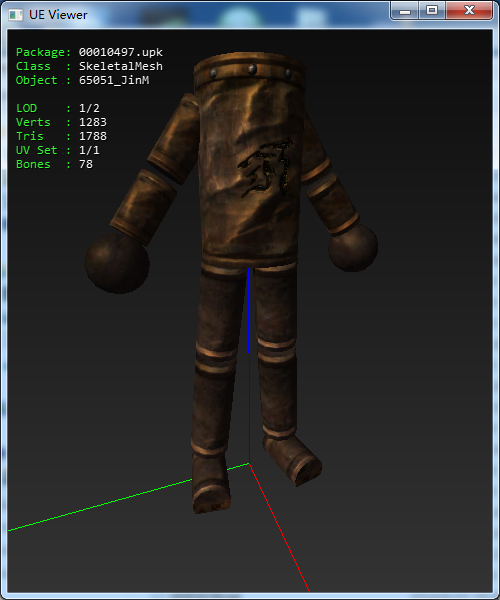 UE Viewer
Package: 00010497.upk
Class : SkeletalMesh
Object : 65051_JinM
LOD : 1/2
Verts : 1283
Tris : 1788
UV Set : 1/1
Bones : 78